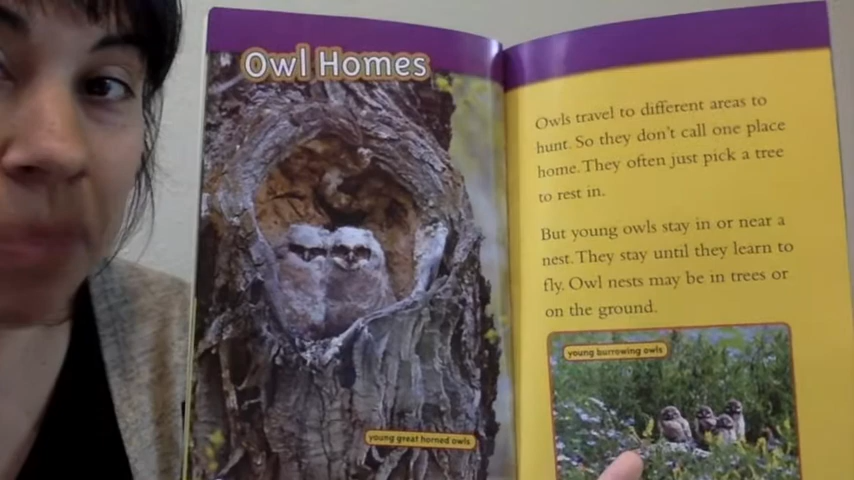 Owl Homes
young great horned owls
Owls travel to different areas to
hunt. So they don't call one place
home. They often just pick a tree
to rest in.
But young owls stay in or near a
nest. They stay until they learn to
fly. Owl nests may be in trees or
on the ground.
young burrowing owls